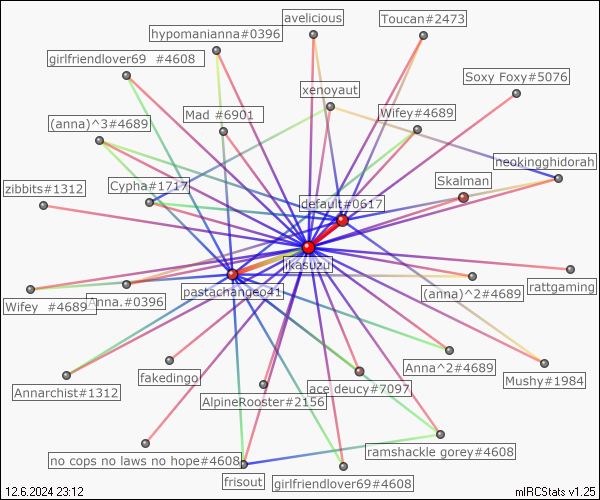 avelicious
Toucan#2473
hypomanianna#0396
girlfriendlover69 #4608
Soxy Foxy#5076
xenoyaut
Mad #6901
Wifey#4689
(anna)^3#4689
neokingghidorah
Skalman
zibbits#1312
Cypha#1717
default#0617
ikasuzu
rattgaming
pastachangeo41
(anna)^2#4689
Wifey #4689
Anna.#0396
Anna^2#4689
Mushy#1984
fakedingo
ace deucy#7097
Annarchist#1312
AlpineRooster#2156
ramshackle gorey#4608
no cops no laws no hope#4608
frisout
girlfriendlover69#4608
12.6.2024 23:12
mIRCStats v1.25